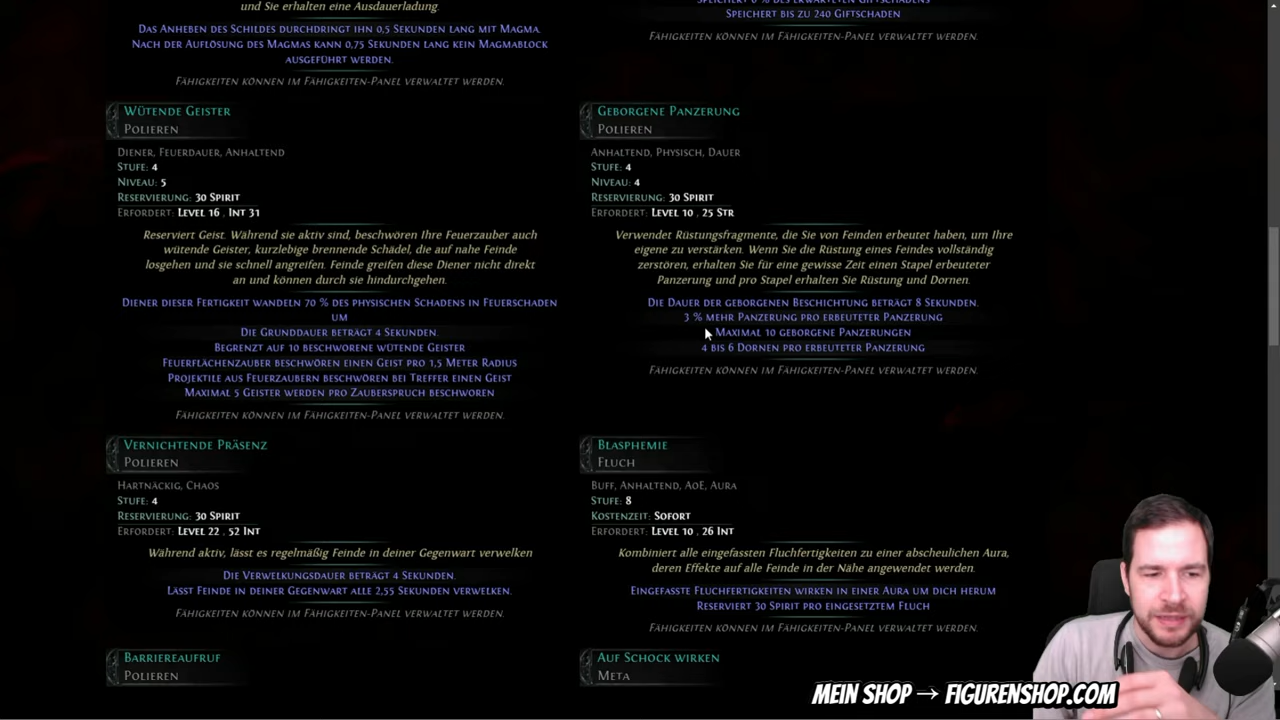 und Sie erhalten eine Ausdauerladung.
Das Anheben des Schildes durchdringt ihn 0,5 Sekunden lang mit Magma.
Nach der Auflösung des Magmas kann 0,75 Sekunden lang kein Magmablock
ausgeführt werden.
Fähigkeiten können im Fähigkeiten-Panel verwaltet werden.
Speichert bis zu 240 Giftschaden
Fähigkeiten können im Fähigkeiten-Panel verwaltet werden.
Wütende Geister
Polieren
Diener, Feuerdauer, Anhaltend
Stufe: 4
Niveau: 5
Reservierung: 30 Spirit
Erfordert: Level 16 , Int 31
Reserviert Geist. Während sie aktiv sind, beschwören Ihre Feuerzauber auch
wütende Geister, kurzlebige brennende Schädel, die auf nahe Feinde
losgehen und sie schnell angreifen. Feinde greifen diese Diener nicht direkt
an und können durch sie hindurchgehen.
Diener dieser Fertigkeit wandeln 70 % des physischen Schadens in Feuerschaden
um
Die Grunddauer beträgt 4 Sekunden.
Begrenzt auf 10 beschworene wütende Geister
Feuerflächenzauber beschwören einen Geist pro 1,5 Meter Radius
Projektile aus Feuerzaubern beschwören bei Treffer einen Geist
Maximal 5 Geister werden pro Zauberspruch beschworen
Fähigkeiten können im Fähigkeiten-Panel verwaltet werden.
Geborgene Panzerung
Polieren
Anhaltend, Physisch, Dauer
Stufe: 4
Niveau: 4
Reservierung: 30 Spirit
Erfordert: Level 10 , 25 Str
Verwendet Rüstungsfragmente, die Sie von Feinden erbeutet haben, um Ihre
eigene zu verstärken. Wenn Sie die Rüstung eines Feindes vollständig
zerstören, erhalten Sie für eine gewisse Zeit einen Stapel erbeuteter
Panzerung und pro Stapel erhalten Sie Rüstung und Dornen.
Die Dauer der geborgenen Beschichtung beträgt 8 Sekunden.
3 % mehr Panzerung pro erbeuteter Panzerung
Maximal 10 geborgene Panzerungen
4 bis 6 Dornen pro erbeuteter Panzerung
Fähigkeiten können im Fähigkeiten-Panel verwaltet werden.
Vernichtende Präsenz
Polieren
Hartnäckig, Chaos
Stufe: 4
Reservierung: 30 Spirit
Erfordert: Level 22 , 52 Int
Während aktiv, lässt es regelmäßig Feinde in deiner Gegenwart verwelken
Die Verwelkungsdauer beträgt 4 Sekunden.
Lässt Feinde in deiner Gegenwart alle 2,55 Sekunden verwelken.
Fähigkeiten können im Fähigkeiten-Panel verwaltet werden.
Blasphemie
Fluch
Buff, Anhaltend, AoE, Aura
Stufe: 8
Kostenzeit: Sofort
Erfordert: Level 10 , 26 Int
Kombiniert alle eingefassten Fluchfertigkeiten zu einer abscheulichen Aura,
deren Effekte auf alle Feinde in der Nähe angewendet werden.
Eingefasste Fluchfertigkeiten wirken in einer Aura um dich herum
Reserviert 30 Spirit pro eingesetztem Fluch
Fähigkeiten können im Fähigkeiten-Panel verwaltet werden.
Barriereaufruf
Polieren
Auf Schock wirken
Meta
MEIN SHOP → FIGURENSHOP.COM